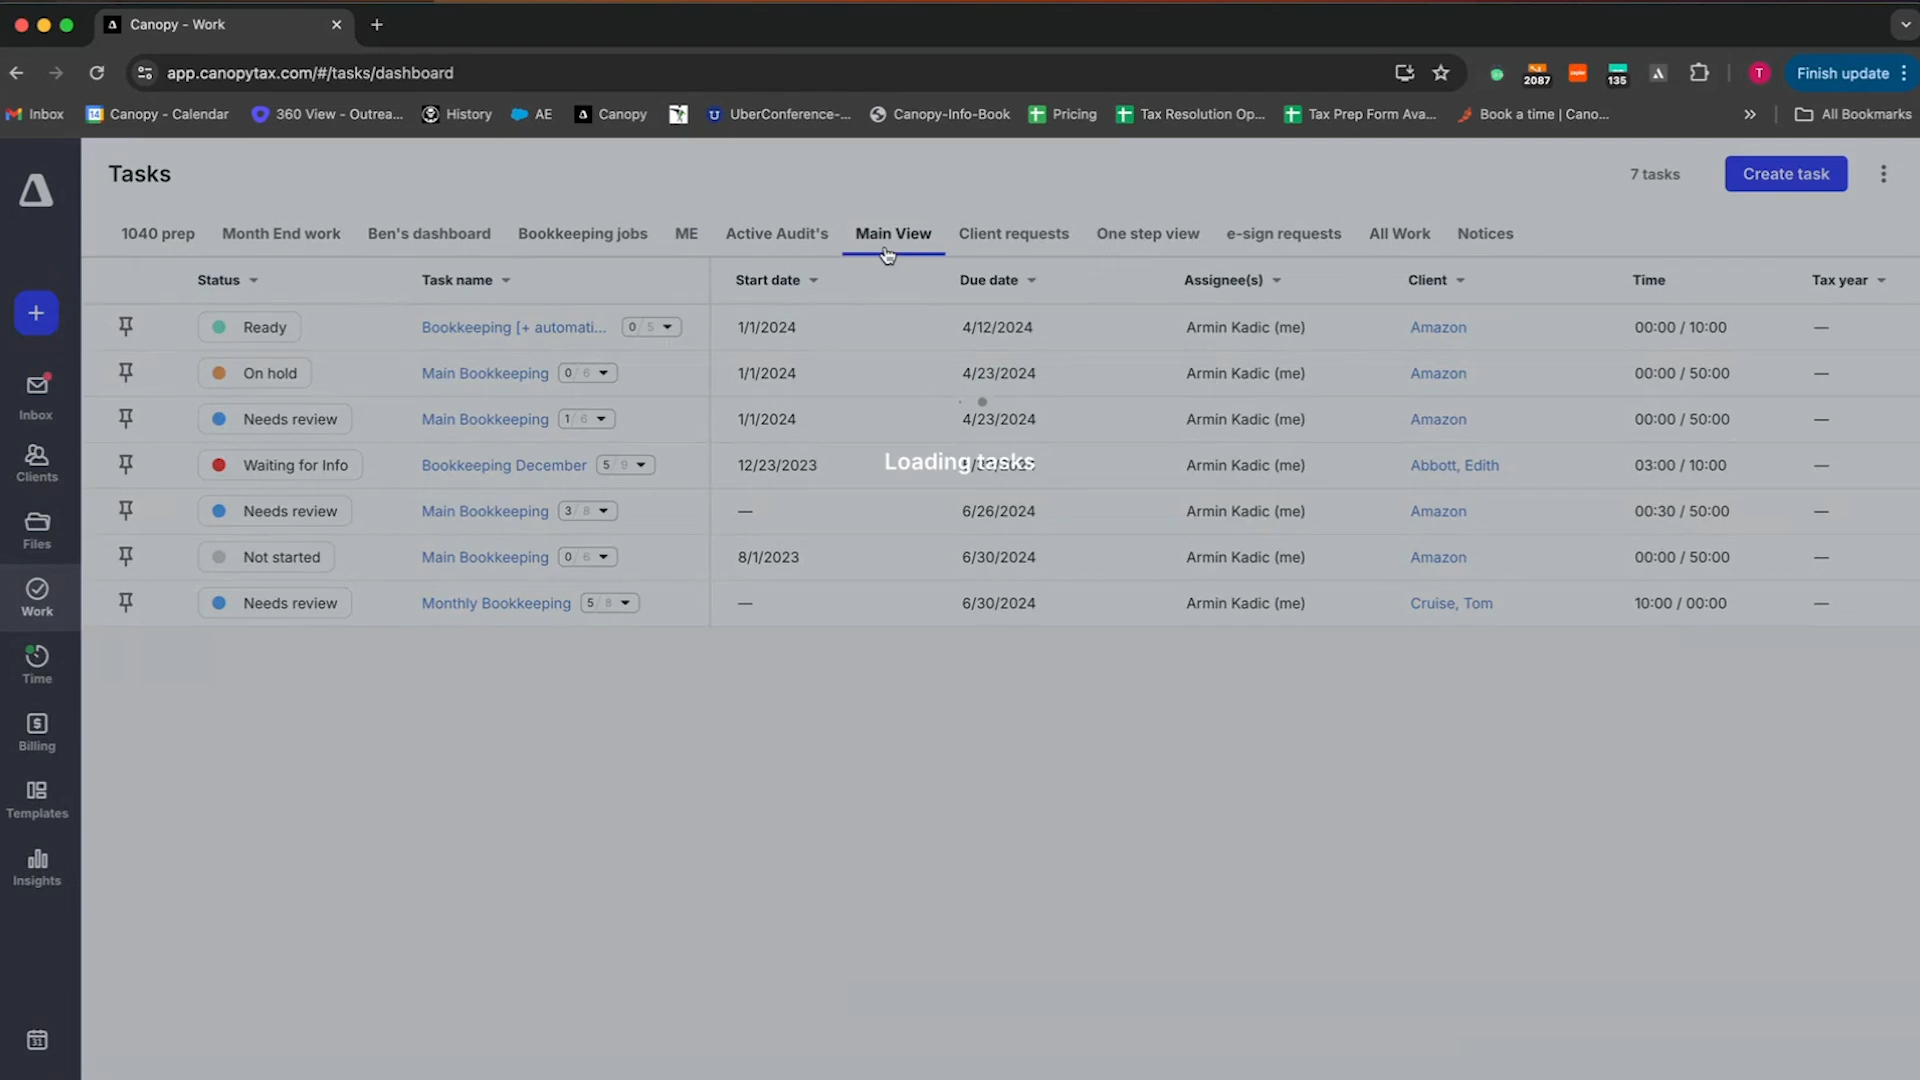 Canopy - Work
app.canopytax.com/#/tasks/dashboard
2087
135
T
Finish update
Inbox
14 Canopy - Calendar
360 View - Outrea...
History
AE
Canopy
UberConference-...
Canopy-Info-Book
Pricing
Tax Resolution Op...
Tax Prep Form Ava...
Book a time | Cano...
All Bookmarks
Tasks
7 tasks
Create task
1040 prep
Month End work
Ben's dashboard
Bookkeeping jobs
ME
Active Audit's
Main View
Client requests
One step view
e-sign requests
All Work
Notices
Status Task name Start date Due date Assignee(s) Client Time Tax year
Ready Bookkeeping [+ automati... 0/5 1/1/2024 4/12/2024 Armin Kadic (me) Amazon 00:00 / 10:00 —
On hold Main Bookkeeping 0/6 1/1/2024 4/23/2024 Armin Kadic (me) Amazon 00:00 / 50:00 —
Needs review Main Bookkeeping 1/6 1/1/2024 4/23/2024 Armin Kadic (me) Amazon 00:00 / 50:00 —
Waiting for Info Bookkeeping December 5/9 12/23/2023 Armin Kadic (me) Abbott, Edith 03:00 / 10:00 —
Loading tasks
Needs review Main Bookkeeping 3/8 — 6/26/2024 Armin Kadic (me) Amazon 00:30 / 50:00 —
Not started Main Bookkeeping 0/6 8/1/2023 6/30/2024 Armin Kadic (me) Amazon 00:00 / 50:00 —
Needs review Monthly Bookkeeping 5/8 — 6/30/2024 Armin Kadic (me) Cruise, Tom 10:00 / 00:00 —
Inbox
Clients
Files
Work
Time
Billing
Templates
Insights
31